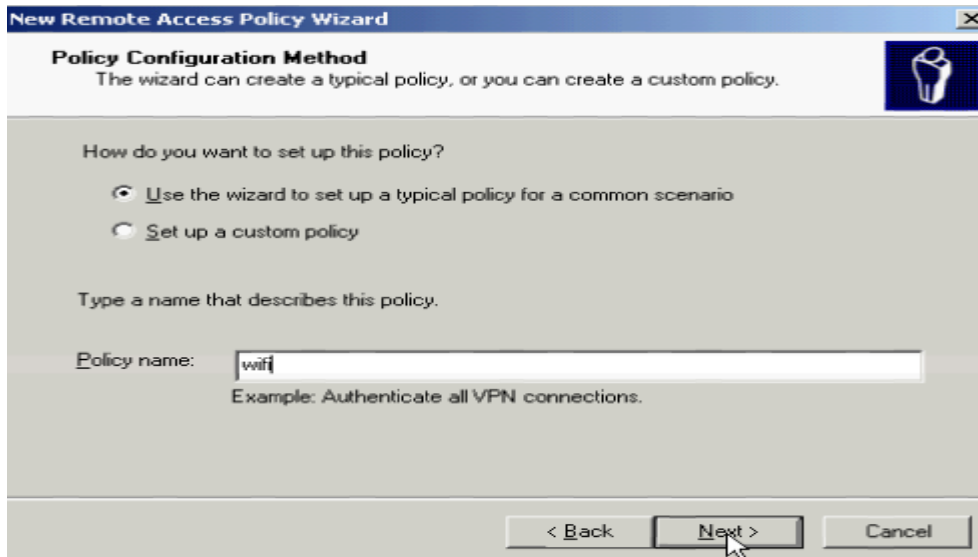 New Remote Access Policy Wizard
Policy Configuration Method
The wizard can create a typical policy, or you can create a custom policy.
How do you want to set up this policy?
Use the wizard to set up a typical policy for a common scenario
Set up a custom policy
Type a name that describes this policy.
Policy name: wifi
Example: Authenticate all VPN connections.
< Back Next > Cancel